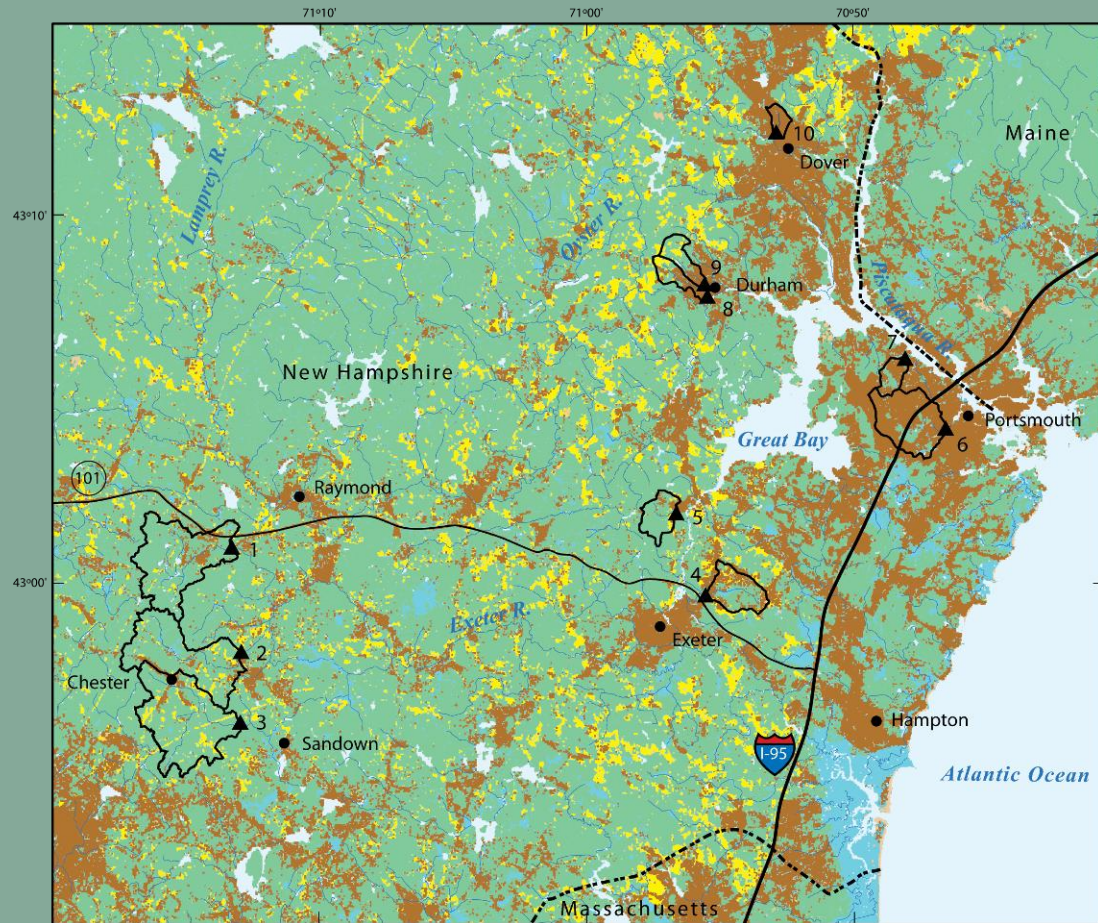 71°10'
71°00'
70°50'
Maine
10
Dover
Lamprey R.
43°10'
Oyster R.
9
Durham
8
Piscataqua R.
7
New Hampshire
Portsmouth
6
Great Bay
101
Raymond
5
1
43°00'
4
Exeter R.
Exeter
2
Chester
3
Hampton
Sandown
I-95
Atlantic Ocean
Massachusetts